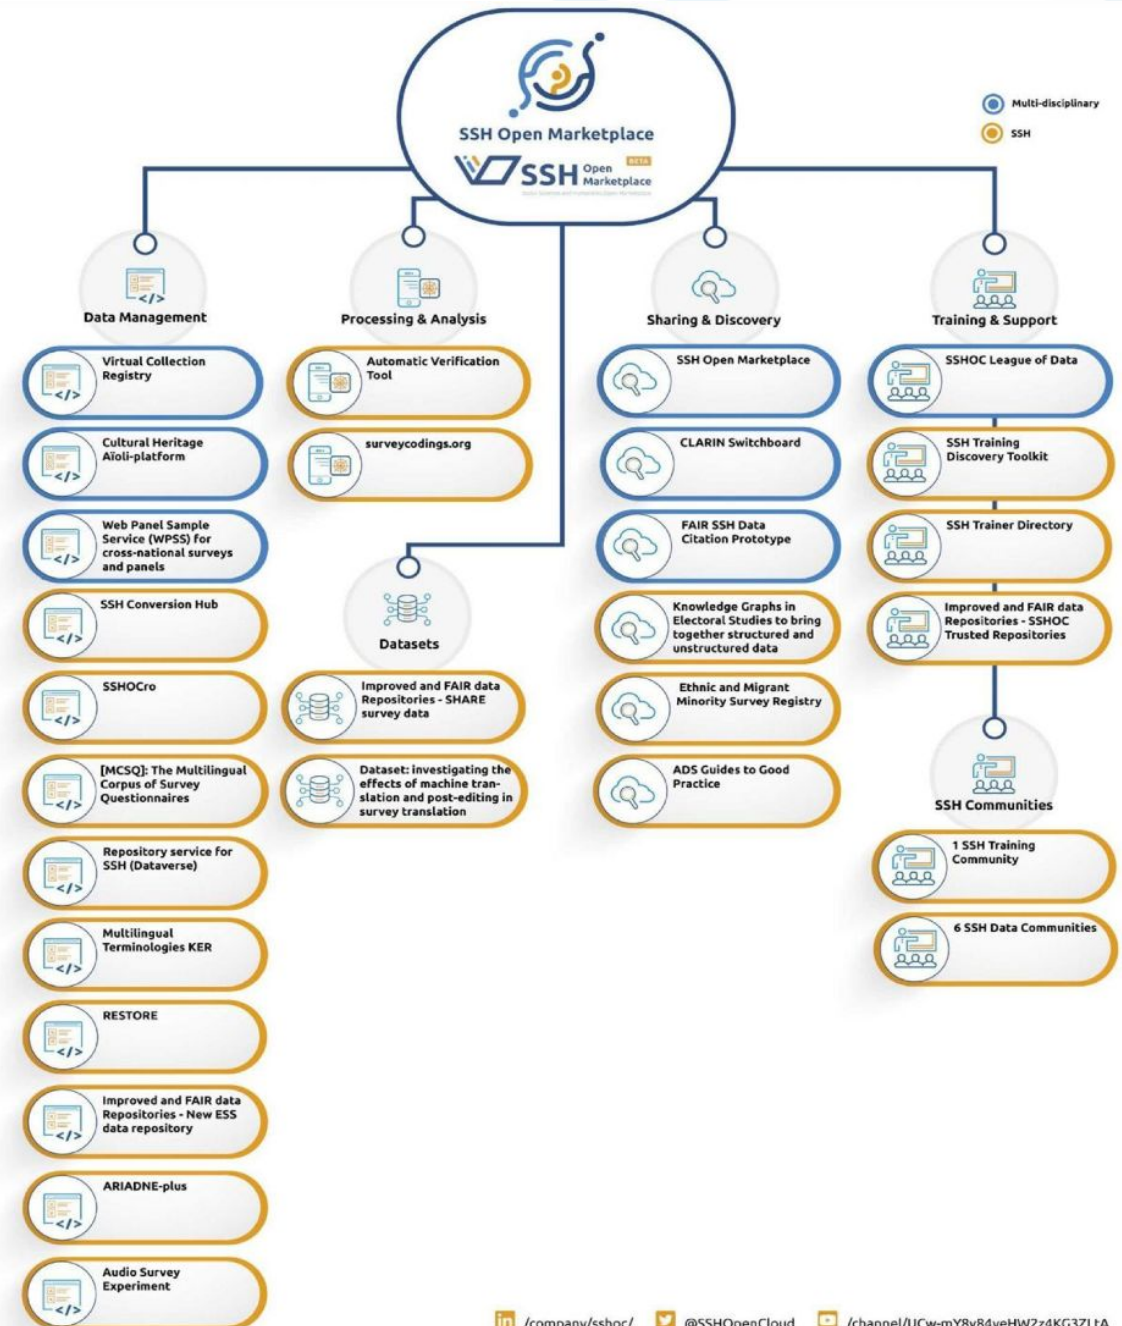 SSH Open Marketplace
BETA
SSH Open
Marketplace
Multi-disciplinary
SSH
Data Management
Virtual Collection
Registry
Cultural Heritage
Aïoli-platform
Web Panel Sample
Service (WPSS) for
cross-national surveys
and panels
SSH Conversion Hub
SSHOCro
[MCSQ]: The Multilingual
Corpus of Survey
Questionnaires
Repository service for
SSH (Dataverse)
Multilingual
Terminologies KER
RESTORE
Improved and FAIR data
Repositories - New ESS
data repository
ARIADNE-plus
Audio Survey
Experiment
Processing & Analysis
Automatic Verification
Tool
surveycodings.org
Datasets
Improved and FAIR data
Repositories - SHARE
survey data
Dataset: investigating the
effects of machine tran-
slation and post-editing in
survey translation
Sharing & Discovery
SSH Open Marketplace
CLARIN Switchboard
FAIR SSH Data
Citation Prototype
Knowledge Graphs in
Electoral Studies to bring
together structured and
unstructured data
Ethnic and Migrant
Minority Survey Registry
ADS Guides to Good
Practice
Training & Support
SSHOC League of Data
SSH Training
Discovery Toolkit
SSH Trainer Directory
Improved and FAIR data
Repositories - SSHOC
Trusted Repositories
SSH Communities
1 SSH Training
Community
6 SSH Data Communities
in /company/sshoc/ @SSHOpenCloud /channel/UCw-mY8y84yeHW2z4KG3ZLtA